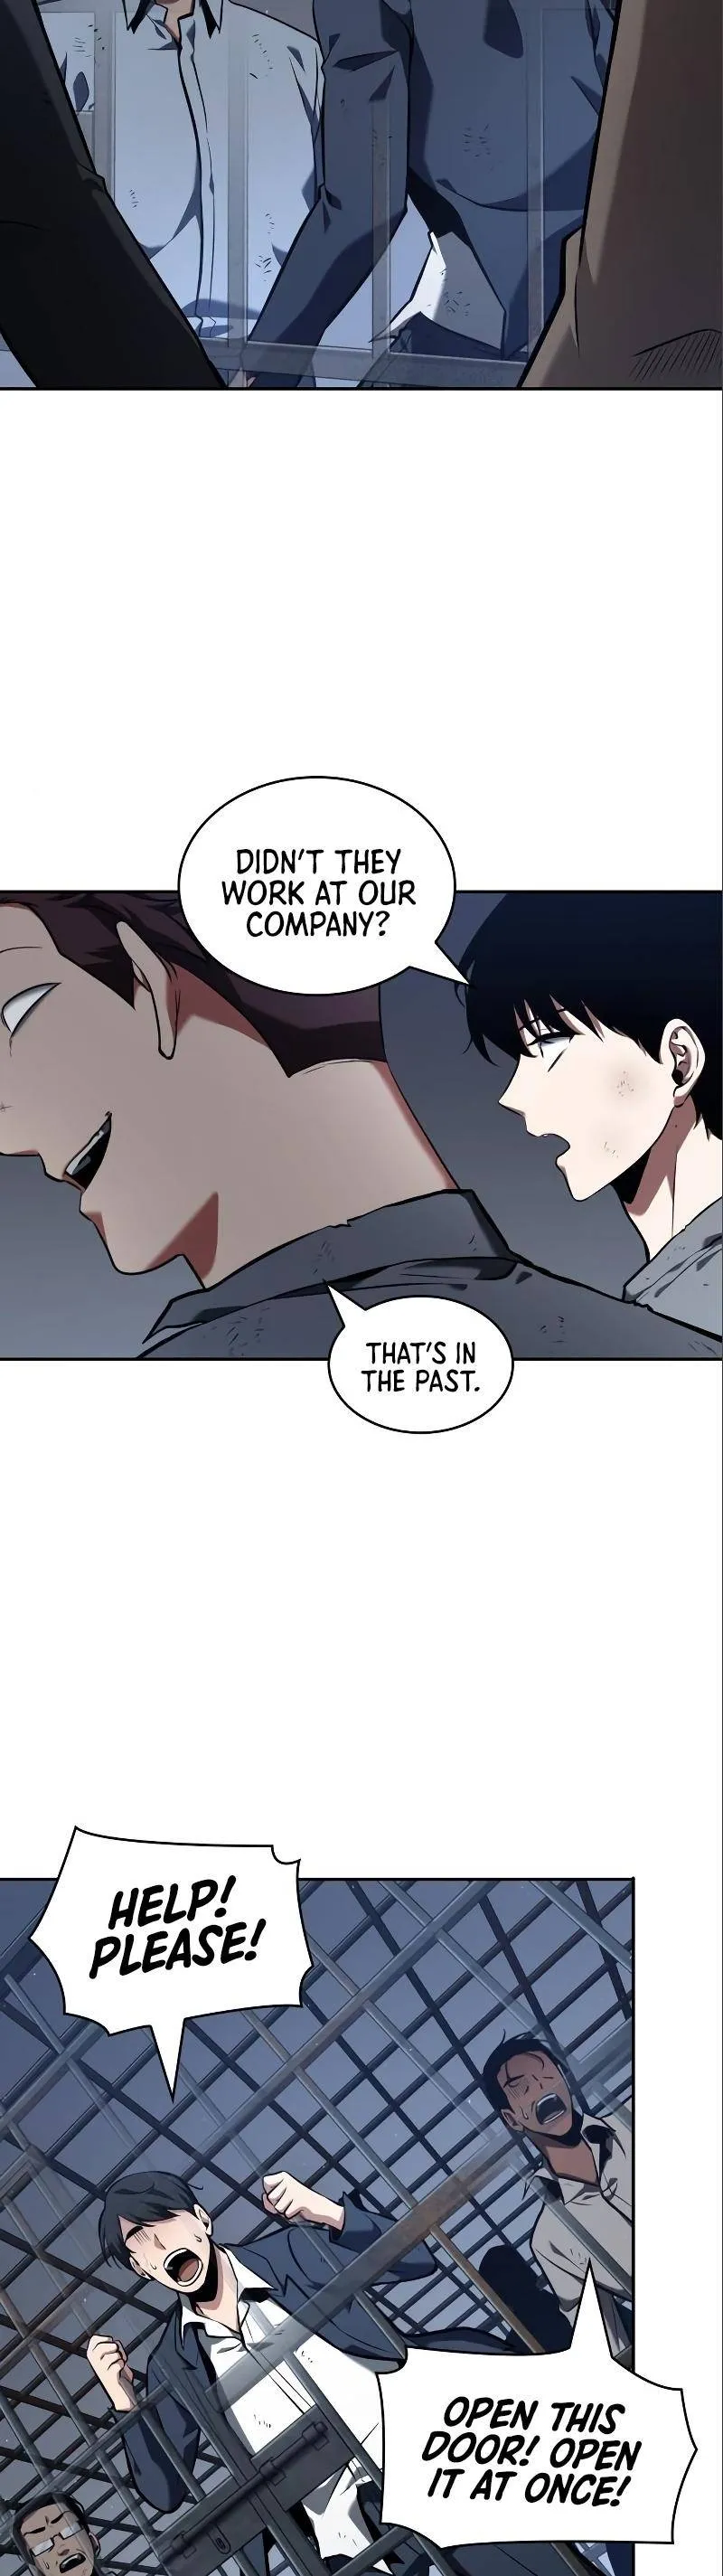 DIDN'T THEY
WORK AT OUR
COMPANY?
THAT'S IN
THE PAST.
HELP!
PLEASE!
OPEN THIS
DOOR! OPEN
IT AT ONCE!